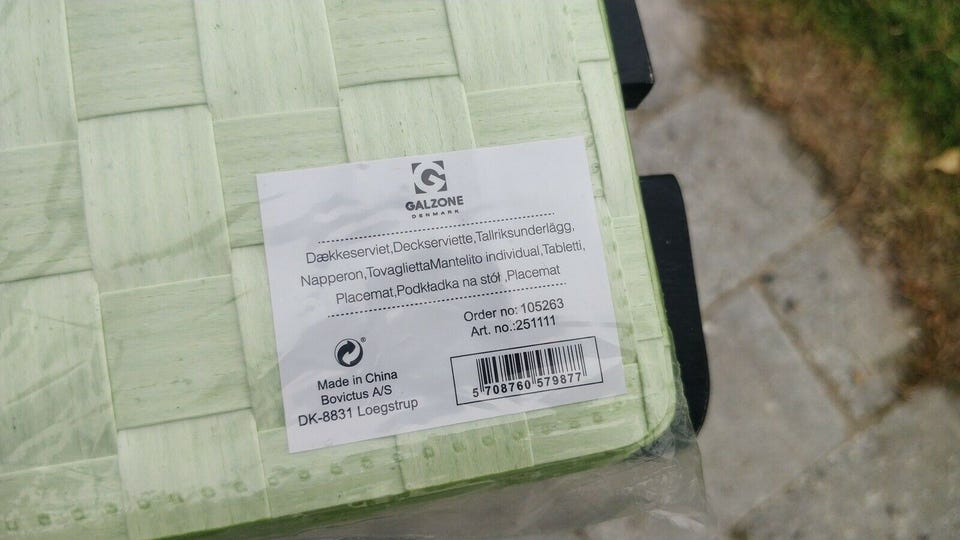 GALZONE
DENMARK
Dækkeserviet,Deckserviette,Tallriksunderlägg,
Napperon,TovagliettaMantelito individual,Tabletti,
Placemat,Podkładka na stół ,Placemat
Order no: 105263
Art. no.:251111
Made in China
Bovictus A/S
DK-8831 Loegstrup
5 708760 579877